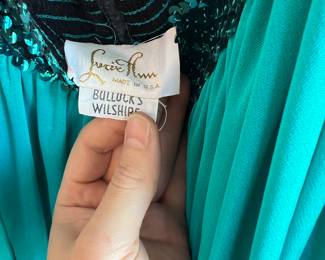 Lucie Ann
MADE IN U.S.A.
BULLOCK'S
WILSHIRE